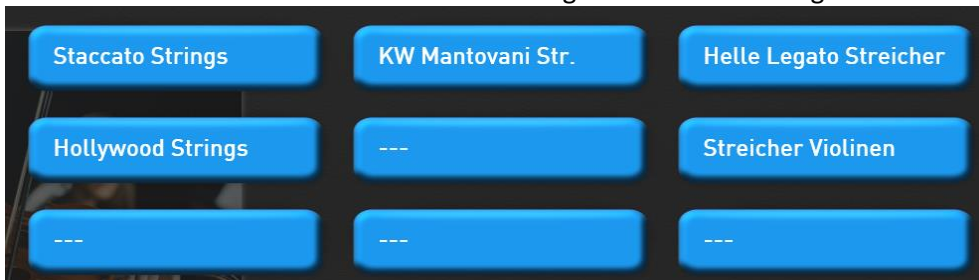 Staccato Strings
KW Mantovani Str.
Helle Legato Streicher
Hollywood Strings
---
Streicher Violinen
---
---
---